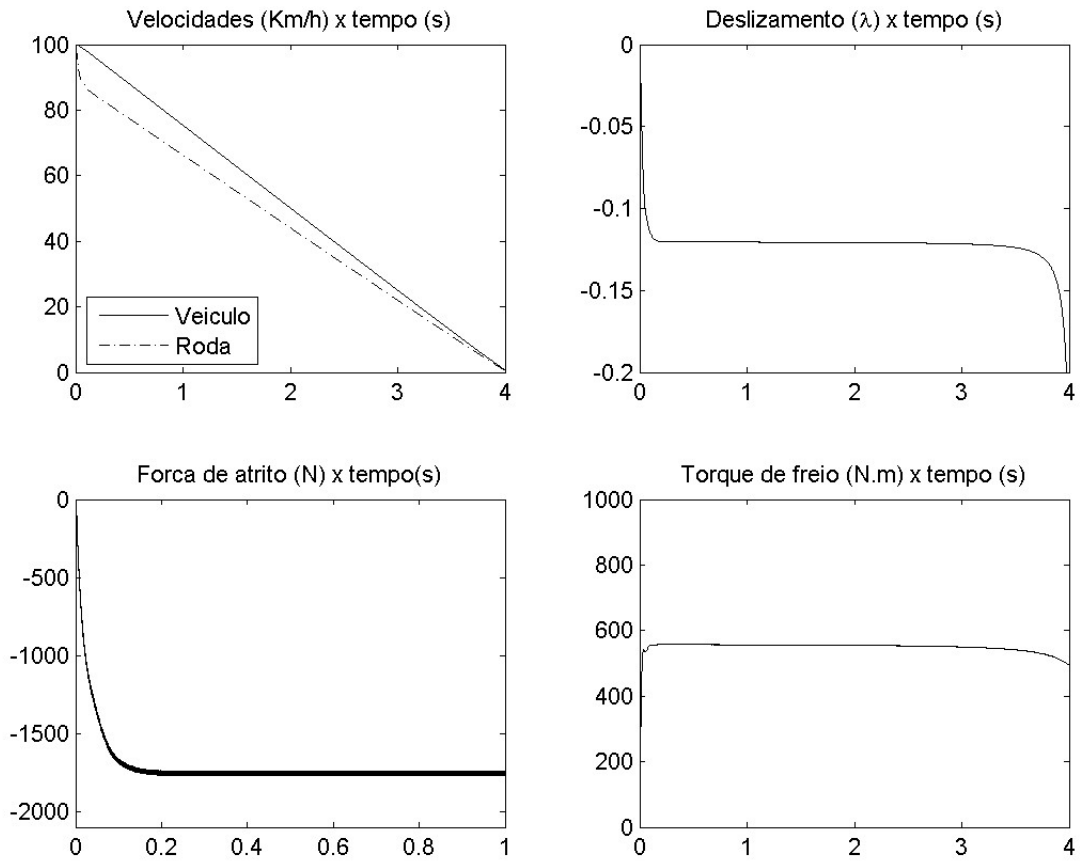 Velocidades (Km/h) x tempo (s)
100
80
60
40
20
0
Veiculo
Roda
0 1 2 3 4
Deslizamento (λ) x tempo (s)
0
-0.05
-0.1
-0.15
-0.2
0 1 2 3 4
Forca de atrito (N) x tempo(s)
0
-500
-1000
-1500
-2000
0 0.2 0.4 0.6 0.8 1
Torque de freio (N.m) x tempo (s)
1000
800
600
400
200
0
0 1 2 3 4